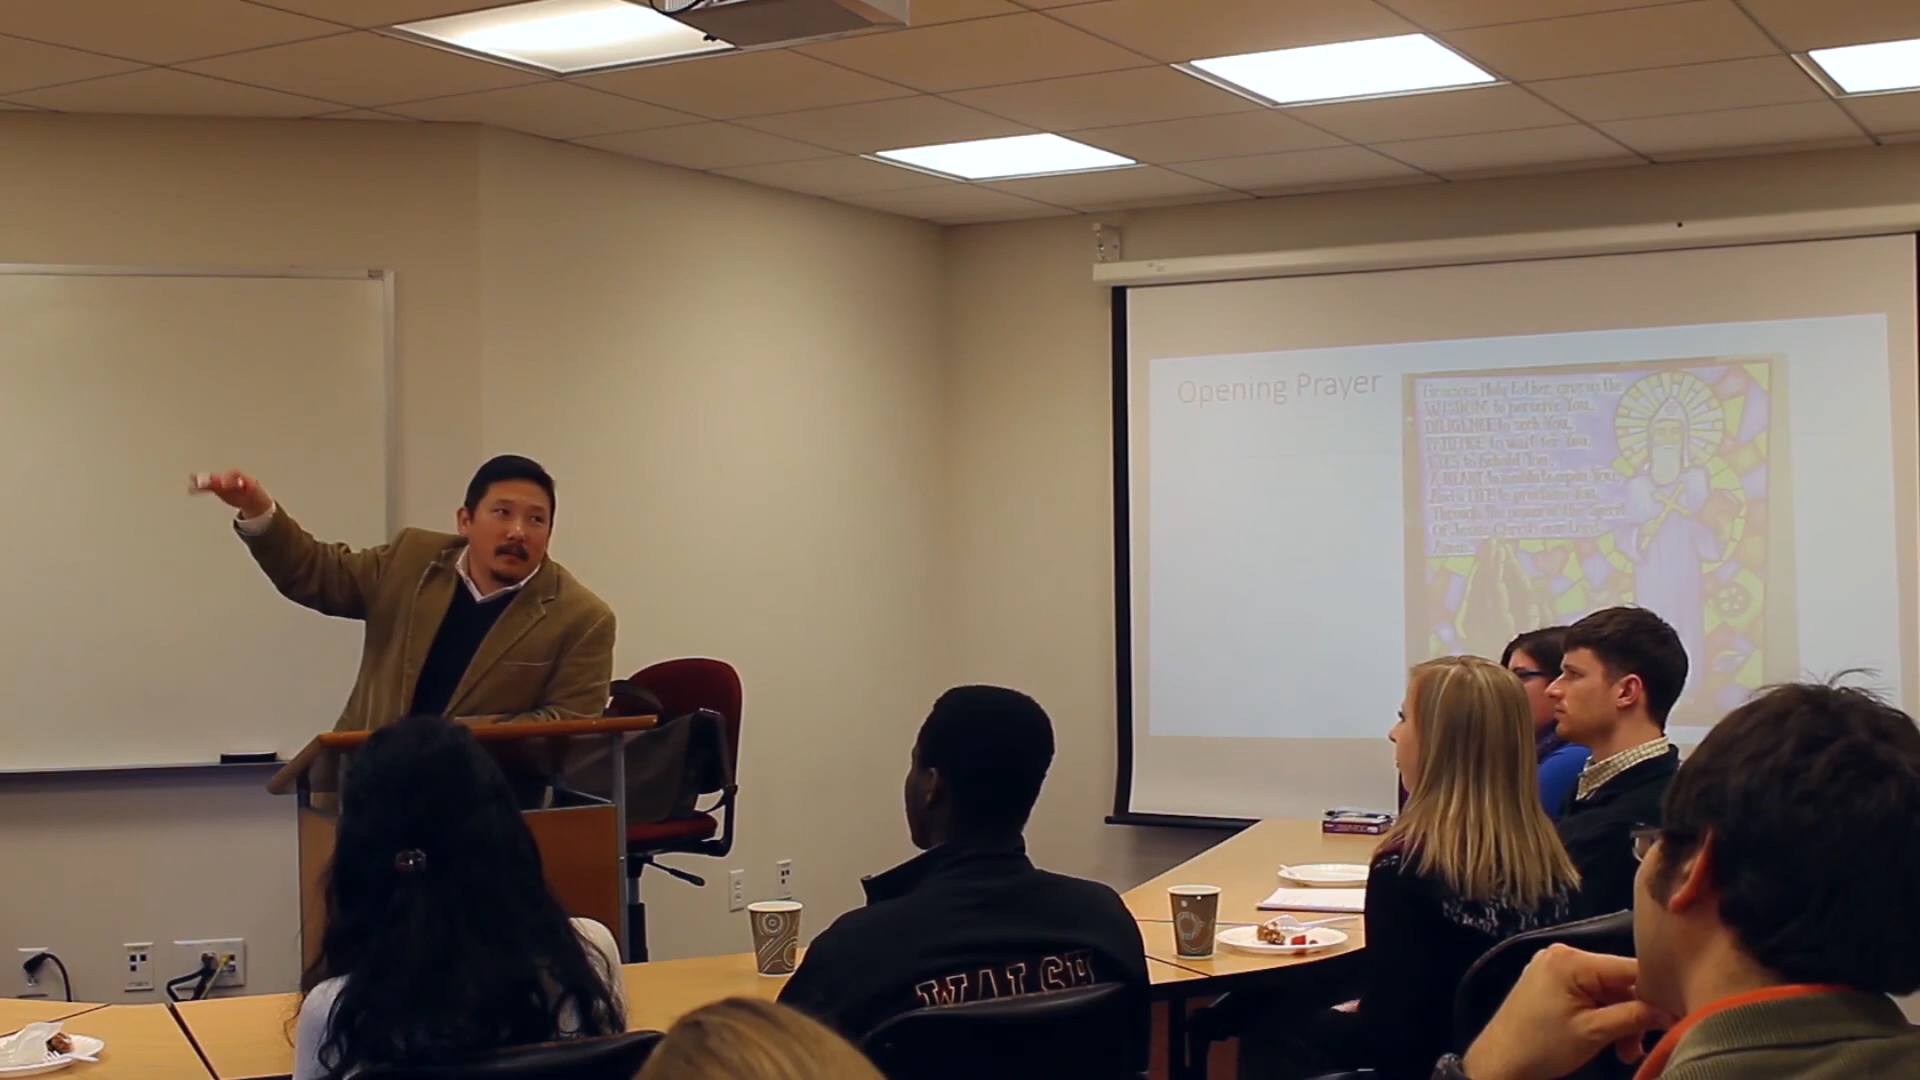 Opening Prayer
Gracious Holy Father, give us the
WISDOM to perceive You,
DILIGENCE to seek You,
PATIENCE to wait for You,
EYES to behold You,
A HEART to meditate upon You,
And a LIFE to proclaim You,
Through the power of the Spirit
Of Jesus Christ our Lord.
Amen.
WALSH